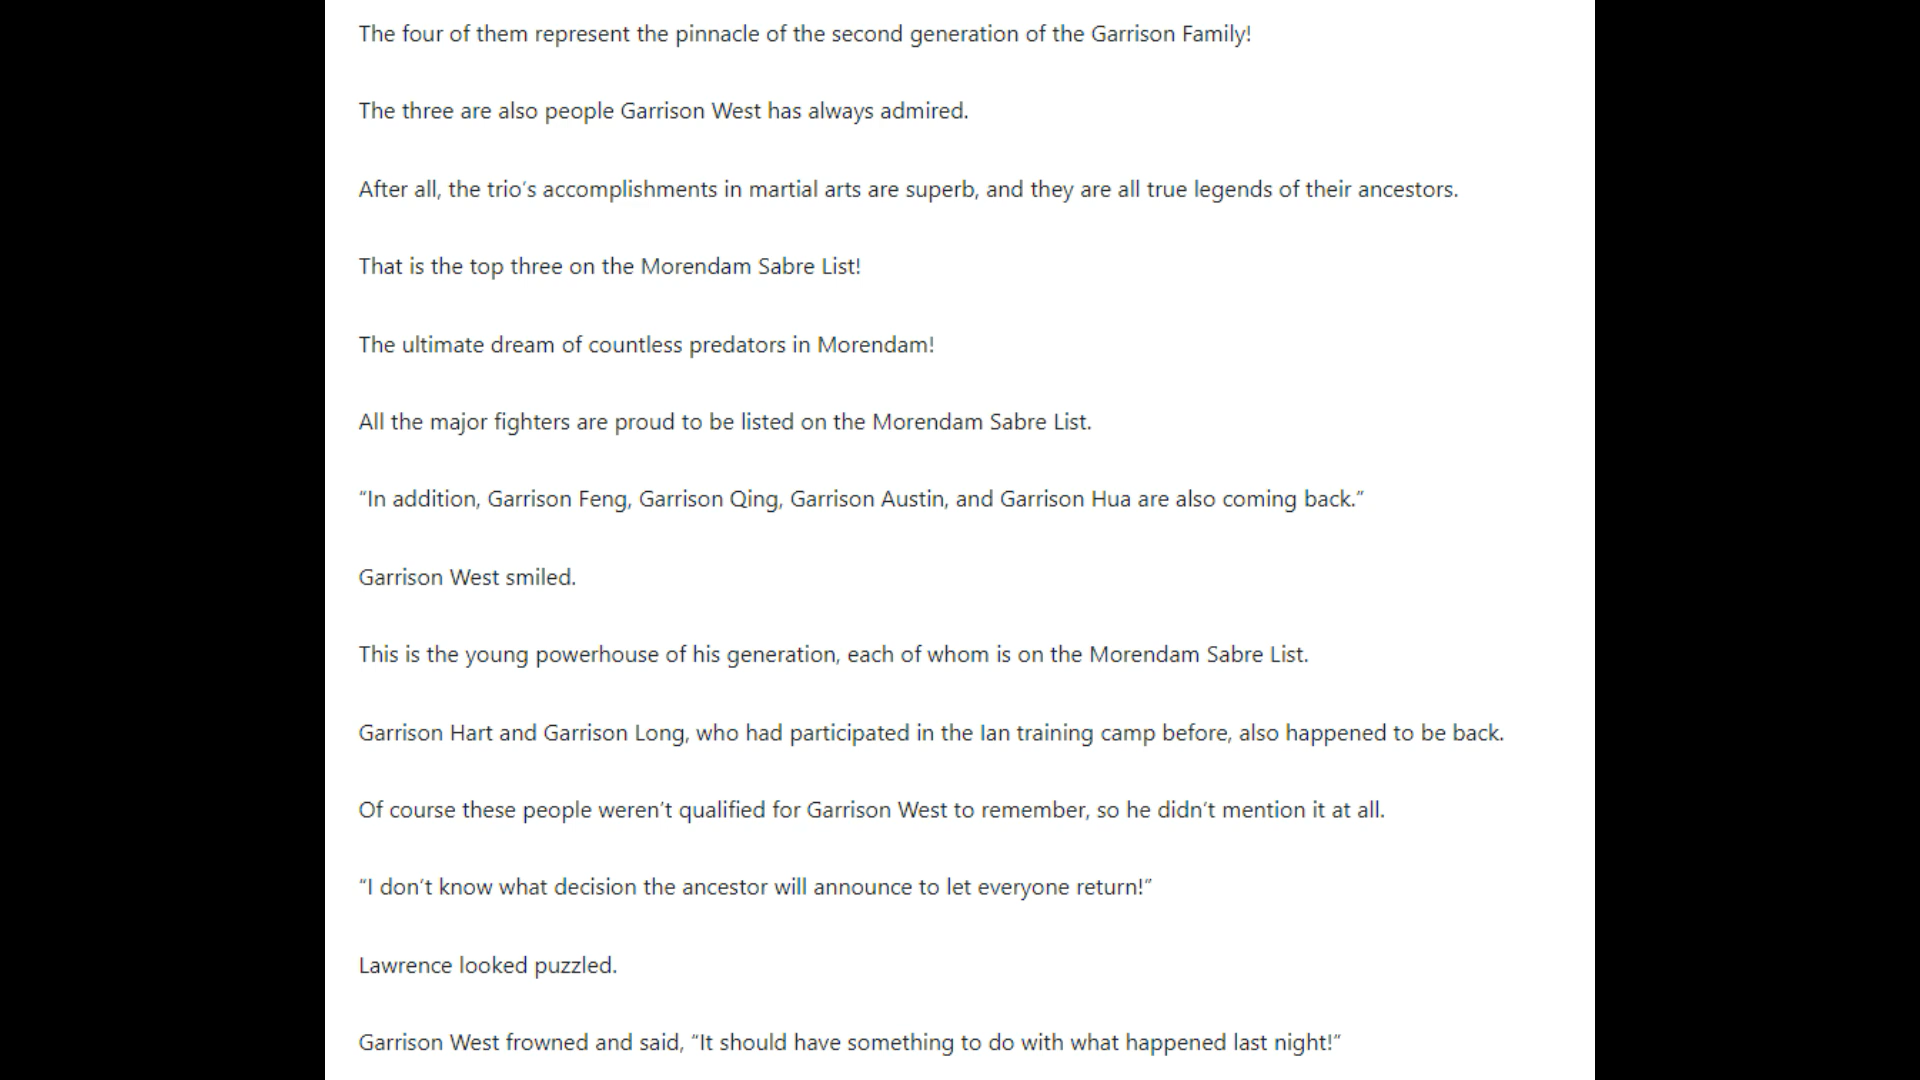 The four of them represent the pinnacle of the second generation of the Garrison Family!
The three are also people Garrison West has always admired.
After all, the trio’s accomplishments in martial arts are superb, and they are all true legends of their ancestors.
That is the top three on the Morendam Sabre List!
The ultimate dream of countless predators in Morendam!
All the major fighters are proud to be listed on the Morendam Sabre List.
“In addition, Garrison Feng, Garrison Qing, Garrison Austin, and Garrison Hua are also coming back.”
Garrison West smiled.
This is the young powerhouse of his generation, each of whom is on the Morendam Sabre List.
Garrison Hart and Garrison Long, who had participated in the Ian training camp before, also happened to be back.
Of course these people weren’t qualified for Garrison West to remember, so he didn’t mention it at all.
“I don’t know what decision the ancestor will announce to let everyone return!”
Lawrence looked puzzled.
Garrison West frowned and said, “It should have something to do with what happened last night!”